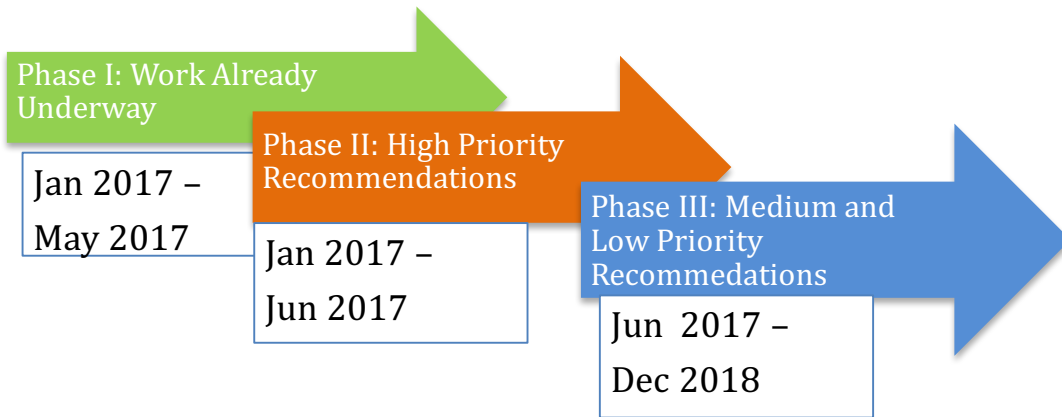 Phase I: Work Already
Underway
Jan 2017 –
May 2017
Phase II: High Priority
Recommendations
Jan 2017 –
Jun 2017
Phase III: Medium and
Low Priority
Recommedations
Jun  2017 –
Dec 2018